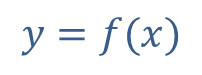 y = f(x)